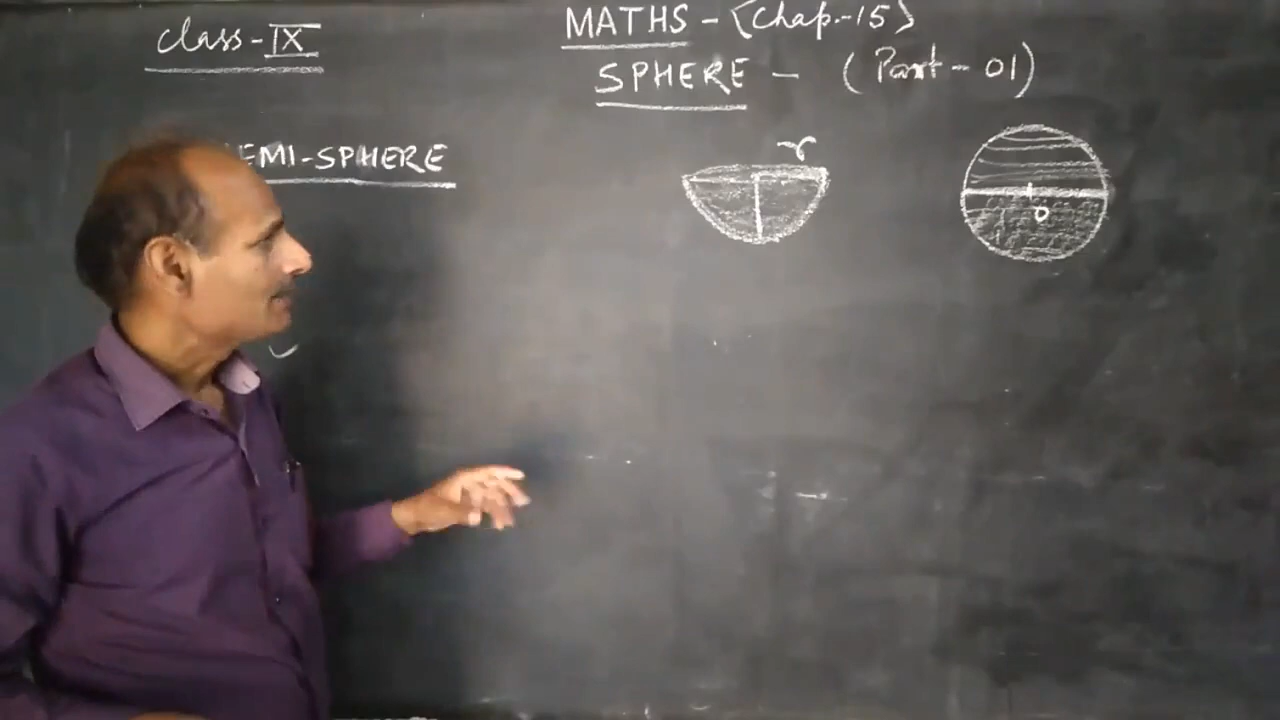 Class-IX
MATHS - {Chap.-15}
SPHERE - (Part-01)
EMI-SPHERE
r
O